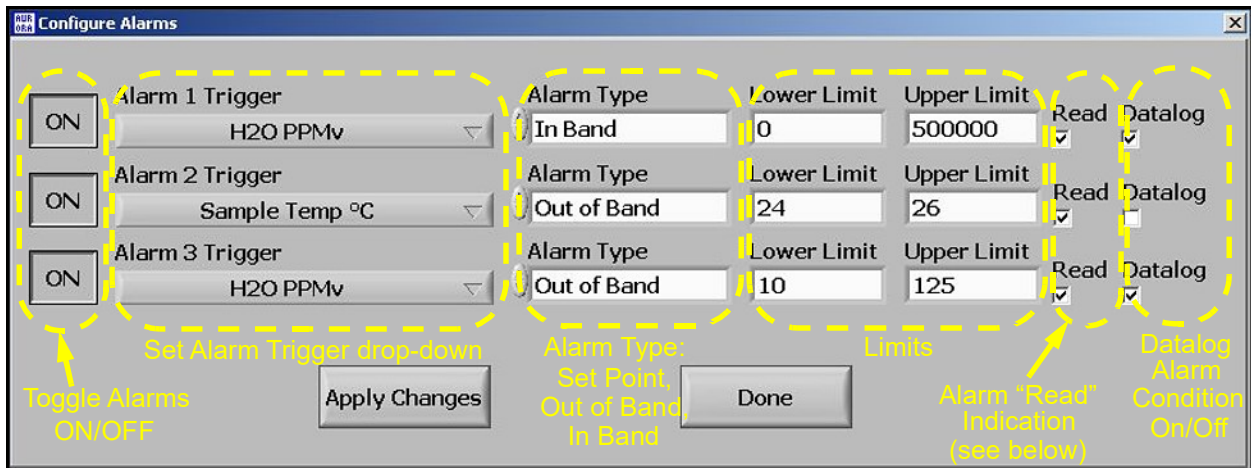 AUR
ORA
Configure Alarms
Alarm 1 Trigger
Alarm Type
Lower Limit
Upper Limit
Read
Datalog
ON
H2O PPMv
In Band
0
500000
Alarm 2 Trigger
Alarm Type
Lower Limit
Upper Limit
Read
Datalog
ON
Sample Temp ºC
Out of Band
24
26
Alarm 3 Trigger
Alarm Type
Lower Limit
Upper Limit
Read
Datalog
ON
H2O PPMv
Out of Band
10
125
Set Alarm Trigger drop-down
Alarm Type:
Set Point,
Out of Band,
In Band
Limits
Datalog
Alarm
Condition
On/Off
Toggle Alarms
ON/OFF
Apply Changes
Done
Alarm “Read”
Indication
(see below)